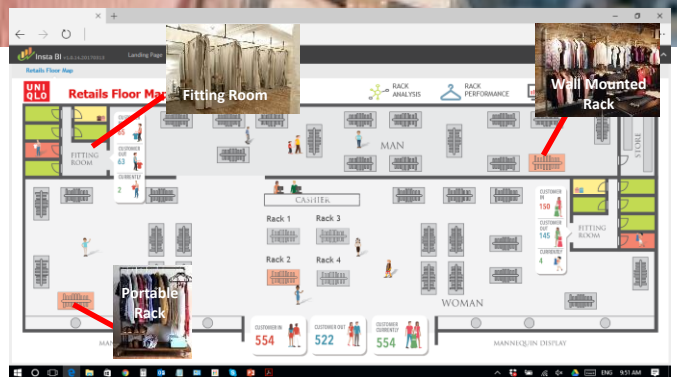 Insta BI
Landing Page
Retails Floor Map
UNI
QLO
Retails Floor Map
RACK
ANALYSIS
RACK
PERFORMANCE
Fitting Room
Wall Mounted
Rack
FITTING
ROOM
CUSTOMER
OUT
63
CURRENTLY
2
MAN
STORE
CASHIER
Rack 1
Rack 3
Rack 2
Rack 4
CUSTOMER
IN
150
CUSTOMER
OUT
145
CURRENTLY
4
FITTING
ROOM
Portable
Rack
WOMAN
CUSTOMER IN
554
CUSTOMER OUT
522
CUSTOMER
CURRENTLY
554
MANNEQUIN DISPLAY
ENG
9:51 AM